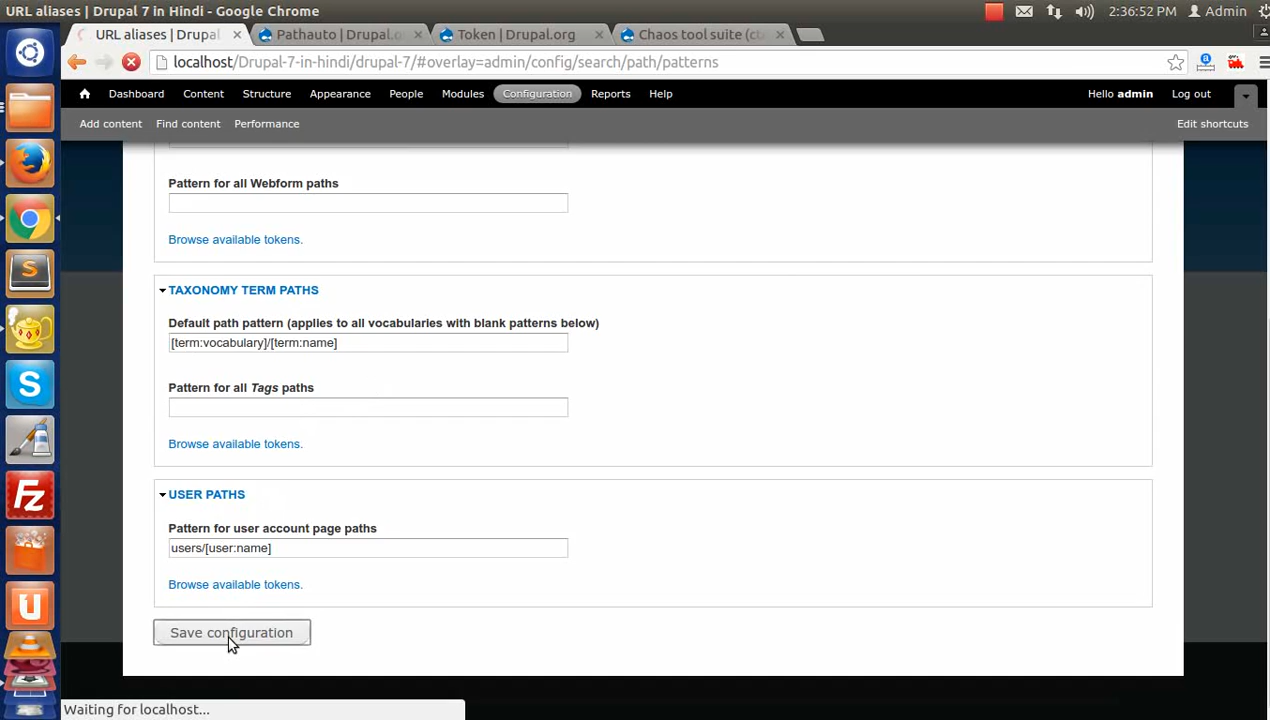 URL aliases | Drupal 7 in Hindi - Google Chrome
2:36:52 PM Admin
URL aliases | Drupal
Pathauto | Drupal.o
Token | Drupal.org
Chaos tool suite (ct
localhost/Drupal-7-in-hindi/drupal-7/#overlay=admin/config/search/path/patterns
Dashboard Content Structure Appearance People Modules Configuration Reports Help Hello admin Log out
Add content Find content Performance Edit shortcuts
Pattern for all Webform paths
Browse available tokens.
TAXONOMY TERM PATHS
Default path pattern (applies to all vocabularies with blank patterns below)
[term:vocabulary]/[term:name]
Pattern for all Tags paths
Browse available tokens.
USER PATHS
Pattern for user account page paths
users/[user:name]
Browse available tokens.
Save configuration
Waiting for localhost...